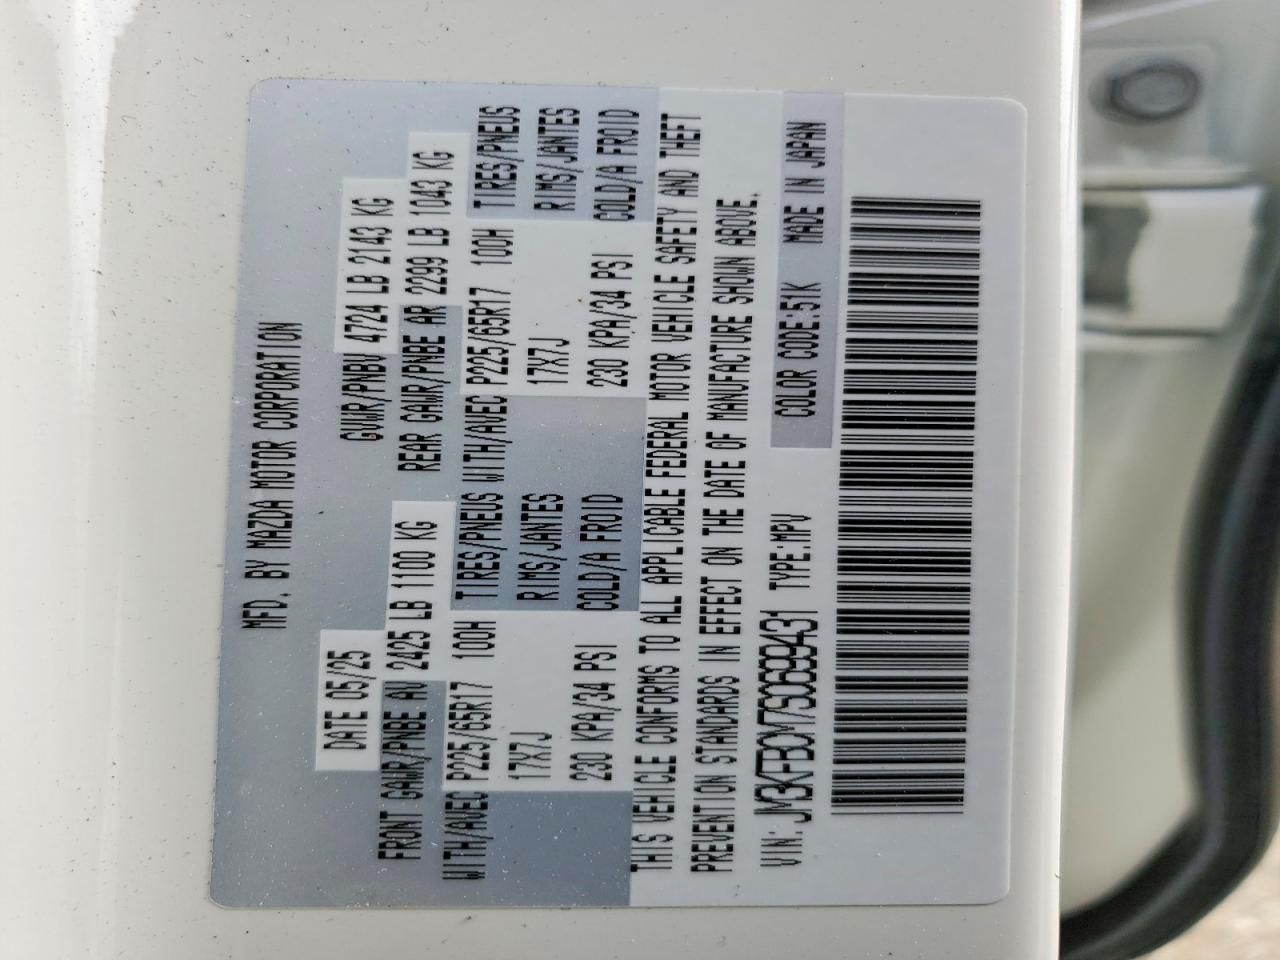 MFD. BY MAZDA MOTOR CORPORATION
DATE 05/25 GVWR/PNBV 4724 LB 2143 KG
FRONT GAWR/PNBE AV 2425 LB 1100 KG REAR GAWR/PNBE AR 2299 LB 1043 KG
WITH/AVEC P225/65R17 100H TIRES/PNEUS WITH/AVEC P225/65R17 100H TIRES/PNEUS
17X7J RIMS/JANTES 17X7J RIMS/JANTES
230 KPA/34 PSI COLD/A FROID 230 KPA/34 PSI COLD/A FROID
THIS VEHICLE CONFORMS TO ALL APPLICABLE FEDERAL MOTOR VEHICLE SAFETY AND THEFT
PREVENTION STANDARDS IN EFFECT ON THE DATE OF MANUFACTURE SHOWN ABOVE.
VIN: JM3KFBCM7S0699431 TYPE:MPV COLOR CODE:51K MADE IN JAPAN